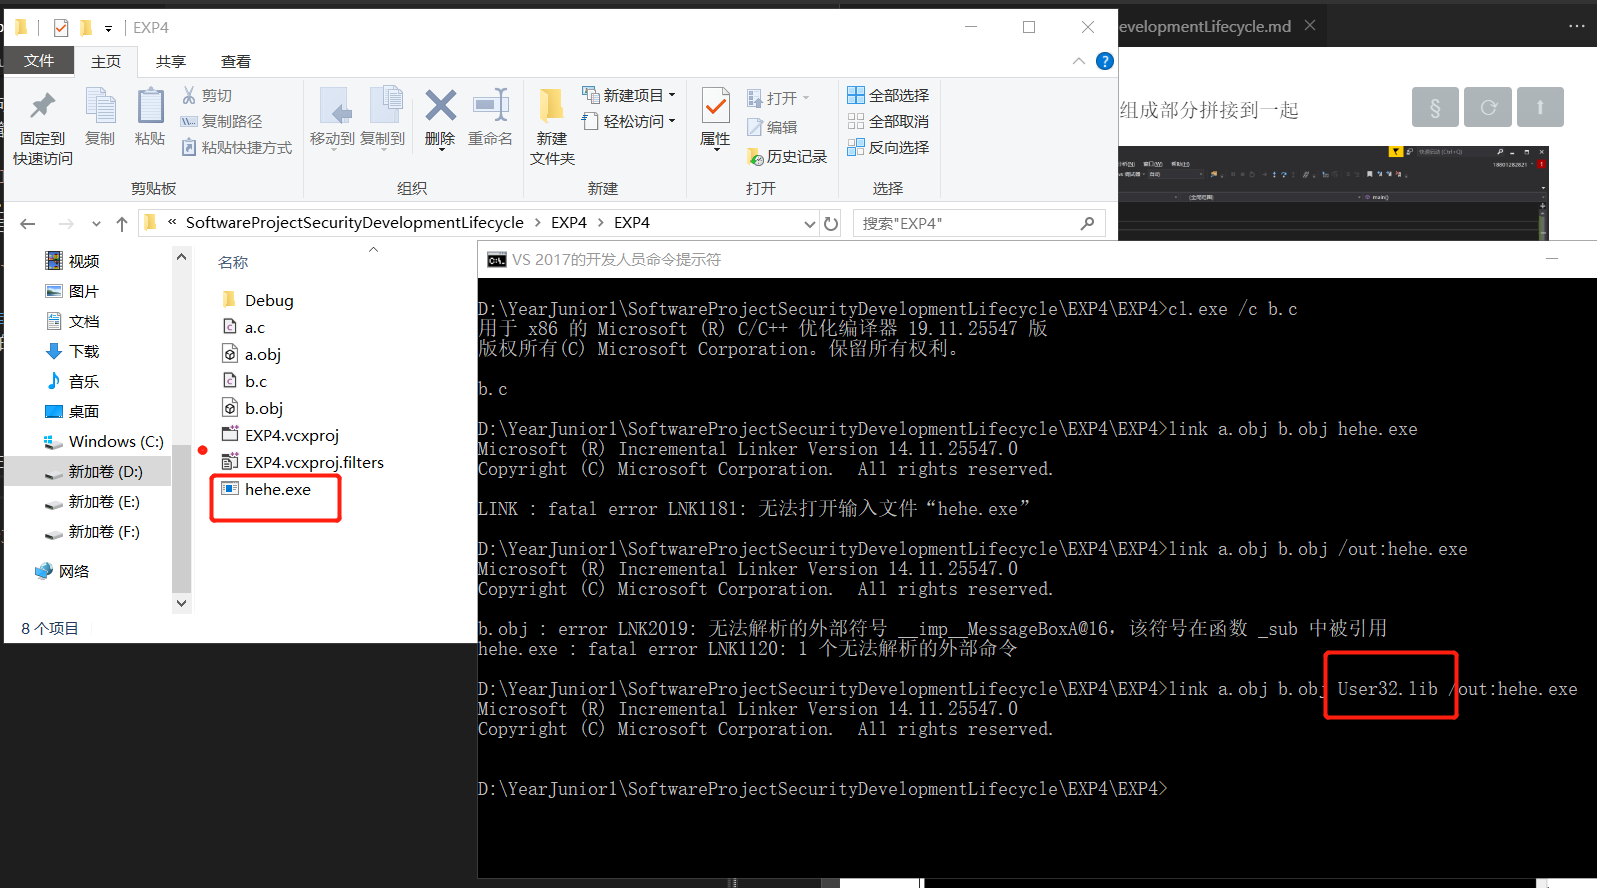 EXP4
evelopmentLifecycle.md
文件 主页 共享 查看
固定到
快速访问
复制
粘贴
剪切
复制路径
粘贴快捷方式
剪贴板
移动到
复制到
删除
重命名
组织
新建
文件夹
新建项目
轻松访问
新建
属性
打开
编辑
历史记录
打开
全部选择
全部取消
反向选择
选择
组成部分拼接到一起
« SoftwareProjectSecurityDevelopmentLifecycle > EXP4 > EXP4
搜索"EXP4"
视频
图片
文档
下载
音乐
桌面
Windows (C:)
新加卷 (D:)
新加卷 (E:)
新加卷 (F:)
网络
8 个项目
名称
Debug
a.c
a.obj
b.c
b.obj
EXP4.vcxproj
EXP4.vcxproj.filters
hehe.exe
VS 2017的开发人员命令提示符
D:\YearJunior1\SoftwareProjectSecurityDevelopmentLifecycle\EXP4\EXP4>cl.exe /c b.c
用于 x86 的 Microsoft (R) C/C++ 优化编译器 19.11.25547 版
版权所有(C) Microsoft Corporation。保留所有权利。
b.c
D:\YearJunior1\SoftwareProjectSecurityDevelopmentLifecycle\EXP4\EXP4>link a.obj b.obj hehe.exe
Microsoft (R) Incremental Linker Version 14.11.25547.0
Copyright (C) Microsoft Corporation.  All rights reserved.
LINK : fatal error LNK1181: 无法打开输入文件“hehe.exe”
D:\YearJunior1\SoftwareProjectSecurityDevelopmentLifecycle\EXP4\EXP4>link a.obj b.obj /out:hehe.exe
Microsoft (R) Incremental Linker Version 14.11.25547.0
Copyright (C) Microsoft Corporation.  All rights reserved.
b.obj : error LNK2019: 无法解析的外部符号 __imp__MessageBoxA@16，该符号在函数 _sub 中被引用
hehe.exe : fatal error LNK1120: 1 个无法解析的外部命令
D:\YearJunior1\SoftwareProjectSecurityDevelopmentLifecycle\EXP4\EXP4>link a.obj b.obj User32.lib /out:hehe.exe
Microsoft (R) Incremental Linker Version 14.11.25547.0
Copyright (C) Microsoft Corporation.  All rights reserved.
D:\YearJunior1\SoftwareProjectSecurityDevelopmentLifecycle\EXP4\EXP4>